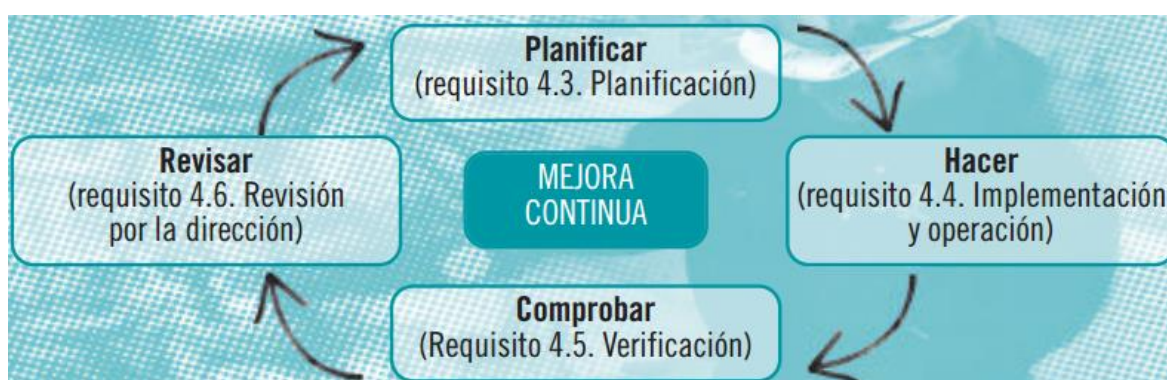 Planificar
(requisito 4.3. Planificación)
Revisar
(requisito 4.6. Revisión
por la dirección)
MEJORA
CONTINUA
Hacer
(requisito 4.4. Implementación
y operación)
Comprobar
(Requisito 4.5. Verificación)